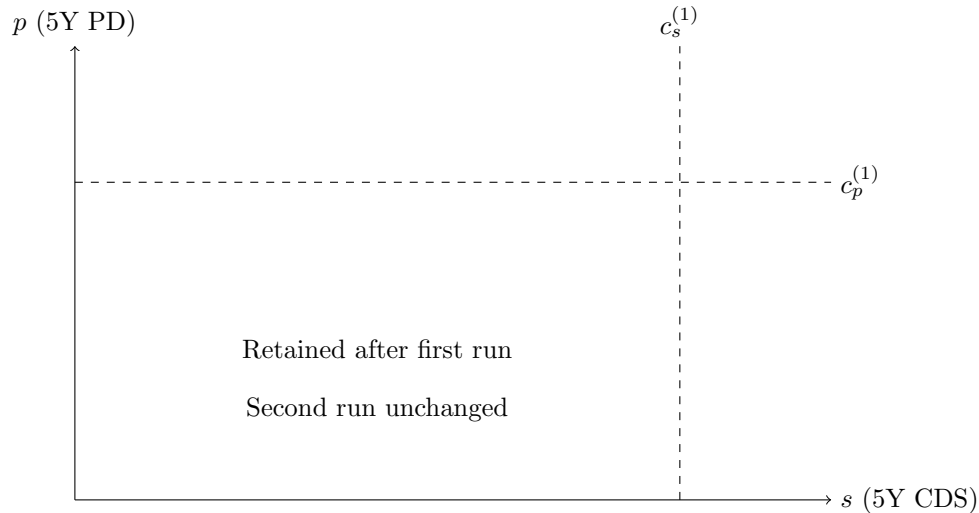 p (5Y PD)
c_s^{(1)}
c_p^{(1)}
Retained after first run
Second run unchanged
s (5Y CDS)